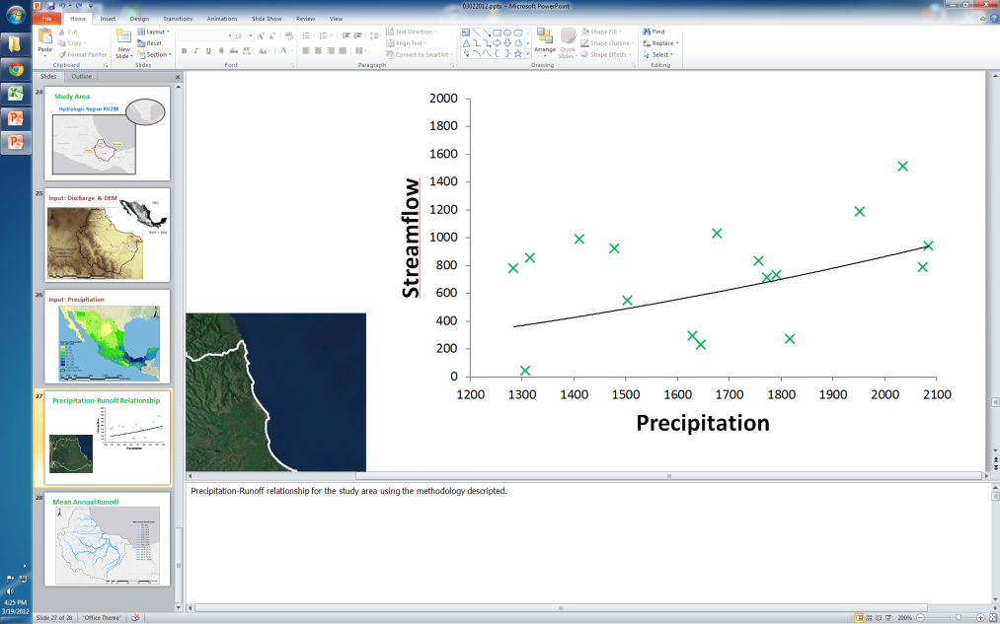 03022012.pptx - Microsoft PowerPoint
File Home Insert Design Transitions Animations Slide Show Review View
Paste
Cut
Copy
Format Painter
Clipboard
New Slide
Layout
Reset
Section
Slides
Font
Paragraph
Text Direction
Align Text
Convert to SmartArt
Arrange
Quick Styles
Shape Fill
Shape Outline
Shape Effects
Drawing
Find
Replace
Select
Editing
Slides Outline
24
Study Area
Hydrologic Region RH28B
25
Input: Discharge & DEM
26
Input: Precipitation
27
Precipitation-Runoff Relationship
Precipitation
28
Mean Annual Runoff
2000
1800
1600
1400
1200
1000
800
600
400
200
0
Streamflow
1200 1300 1400 1500 1600 1700 1800 1900 2000 2100
Precipitation
Precipitation-Runoff relationship for the study area using the methodology descripted.
4:25 PM
3/19/2012
Slide 27 of 28 "Office Theme" 200%